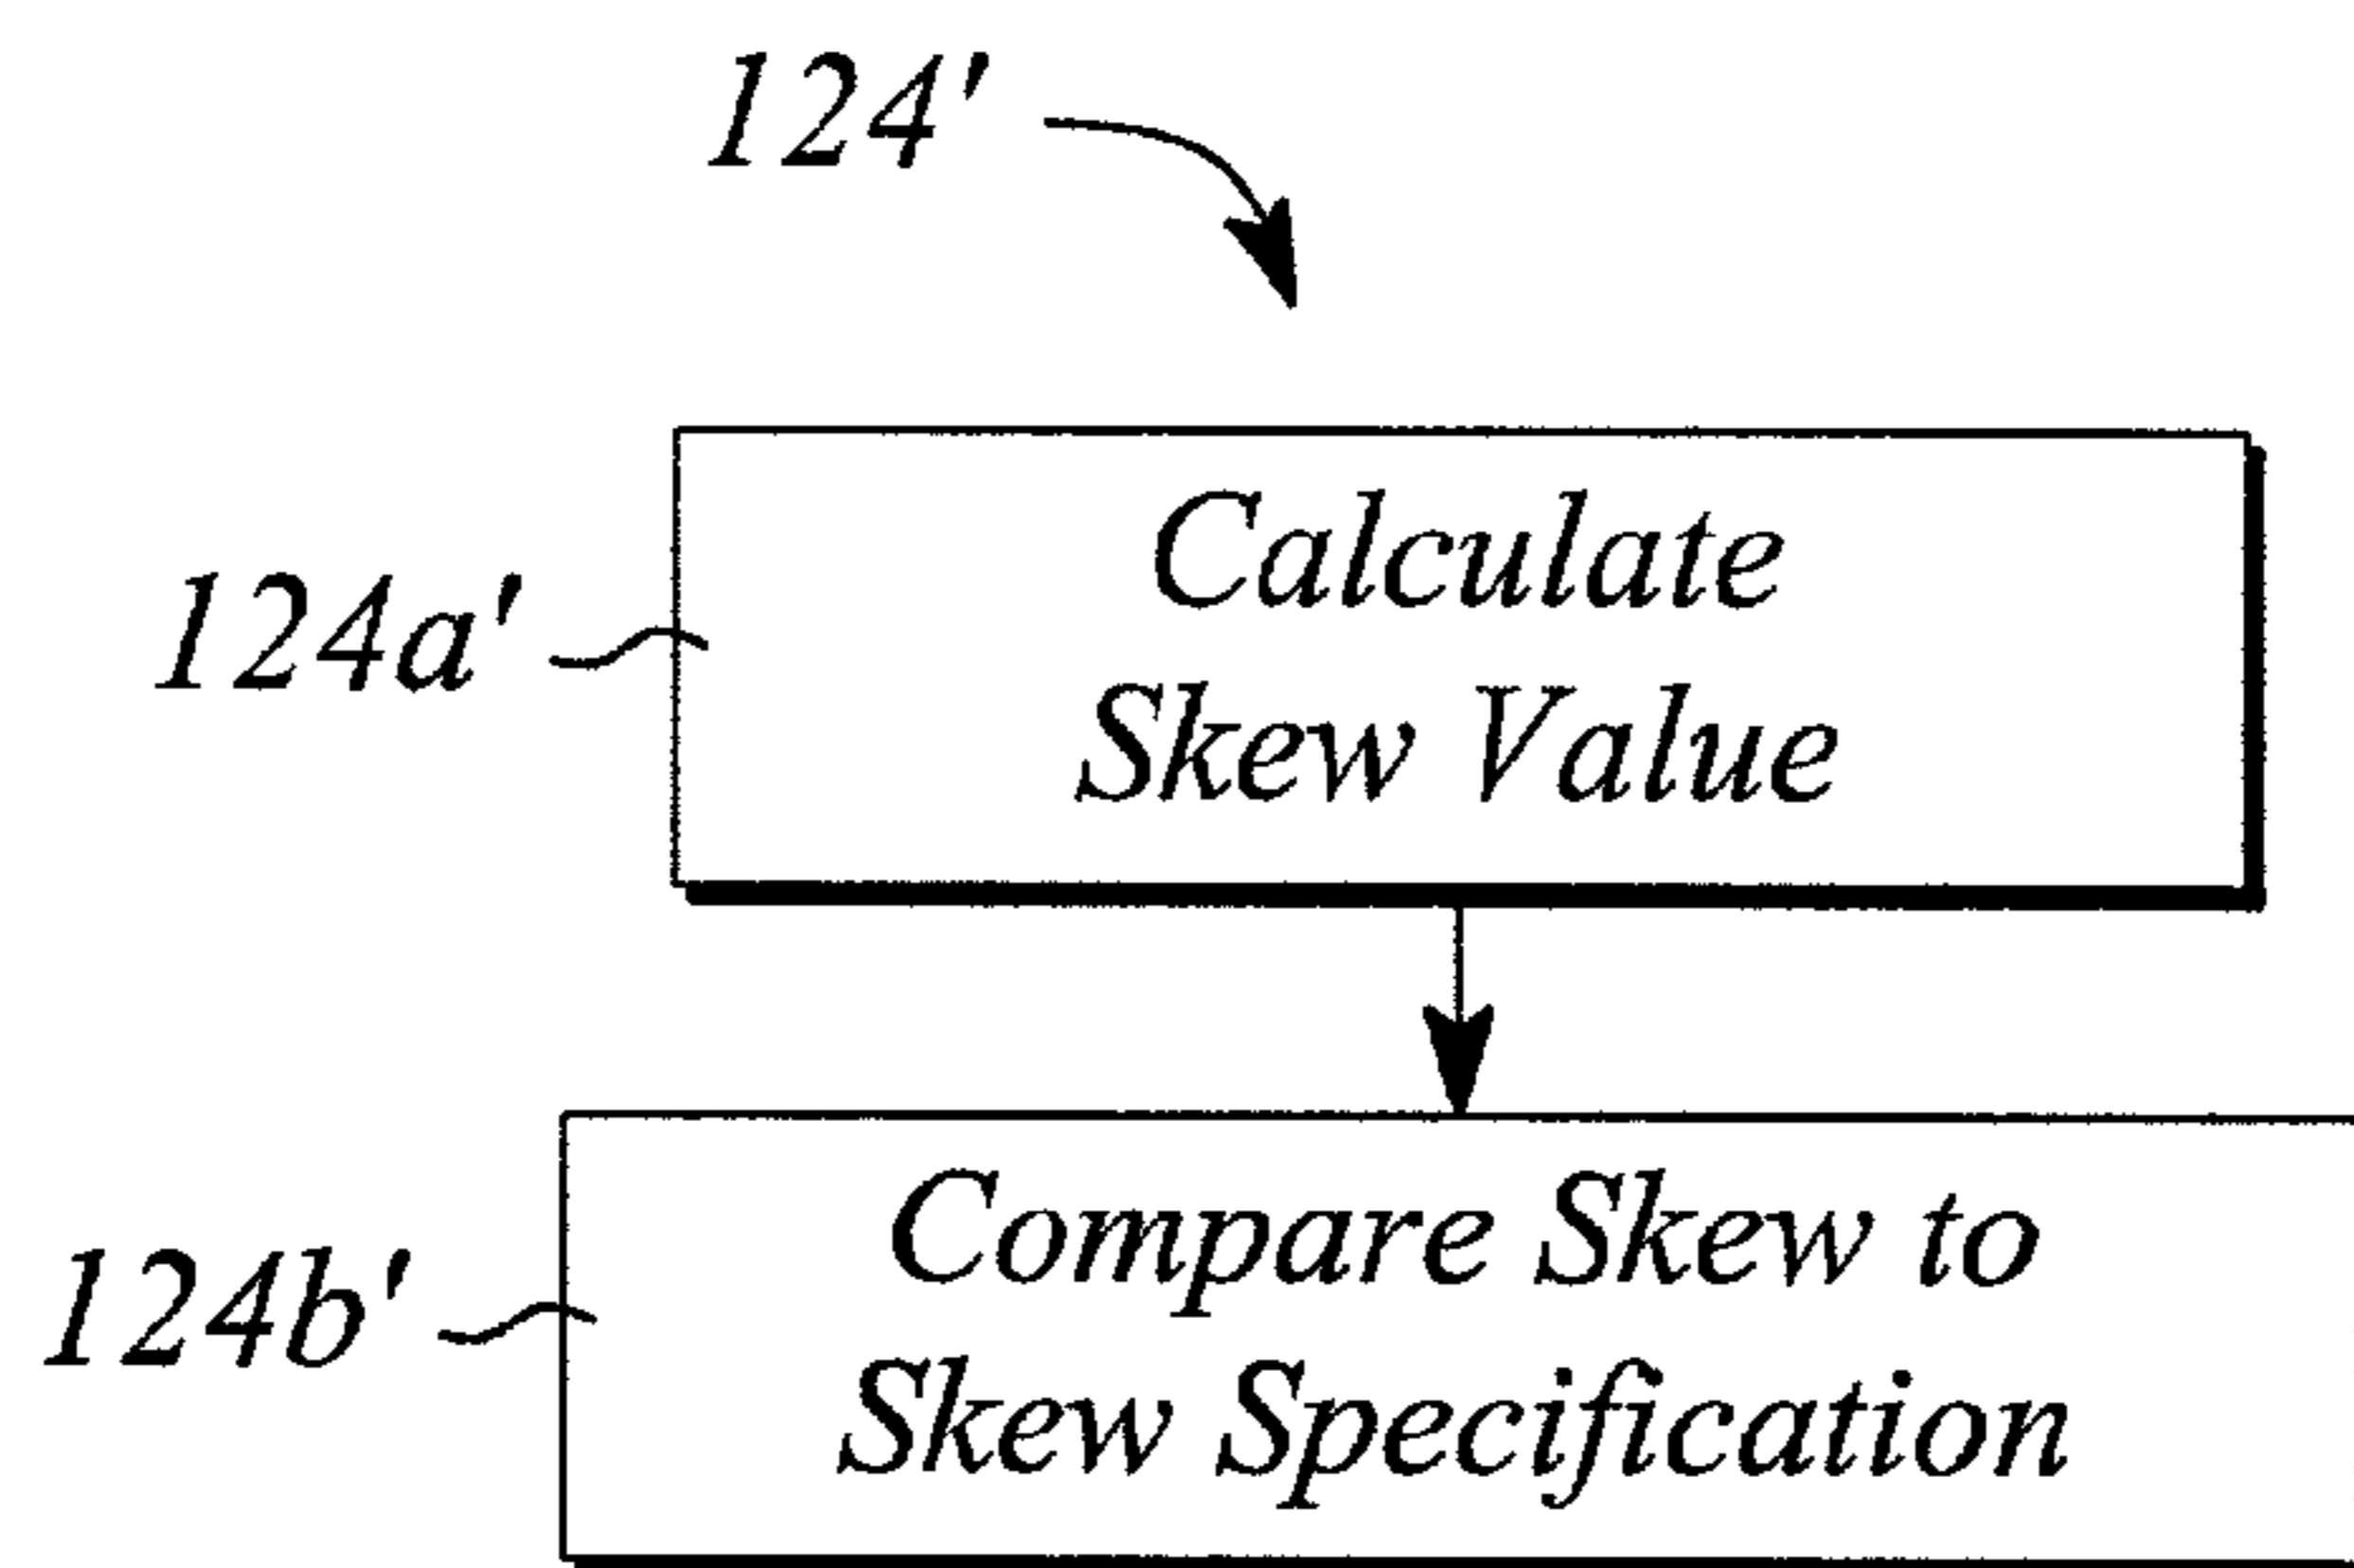 124'
124a'
Calculate
Skew Value
124b'
Compare Skew to
Skew Specification